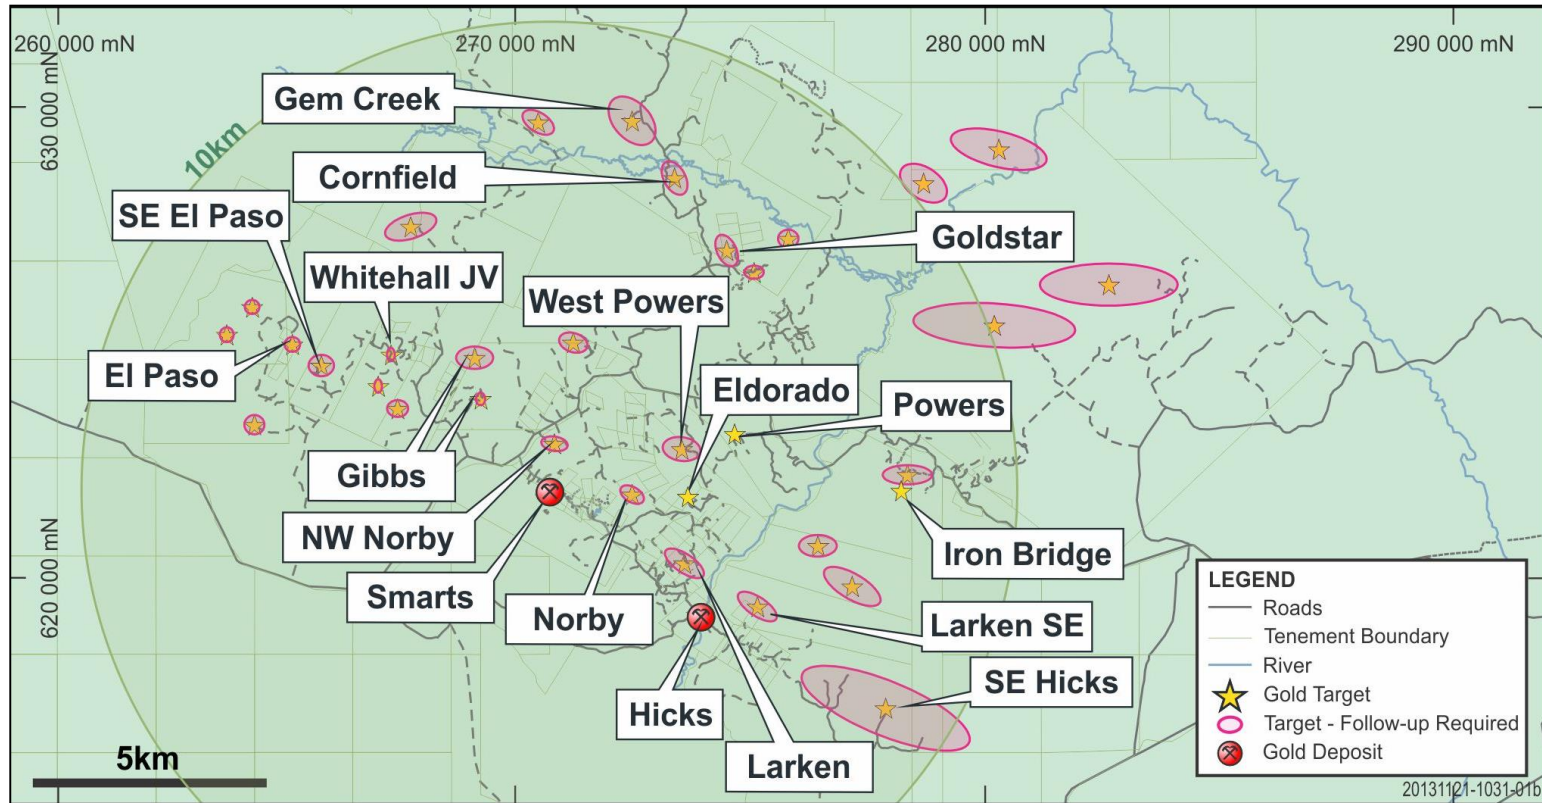 260 000 mN
270 000 mN
280 000 mN
290 000 mN
630 000 mN
620 000 mN
10km
Gem Creek
Cornfield
SE El Paso
Goldstar
Whitehall JV
West Powers
El Paso
Eldorado
Powers
Gibbs
NW Norby
Iron Bridge
Smarts
Norby
Larken SE
SE Hicks
Hicks
Larken
5km
LEGEND
Roads
Tenement Boundary
River
Gold Target
Target - Follow-up Required
Gold Deposit
20131121-1031-01b